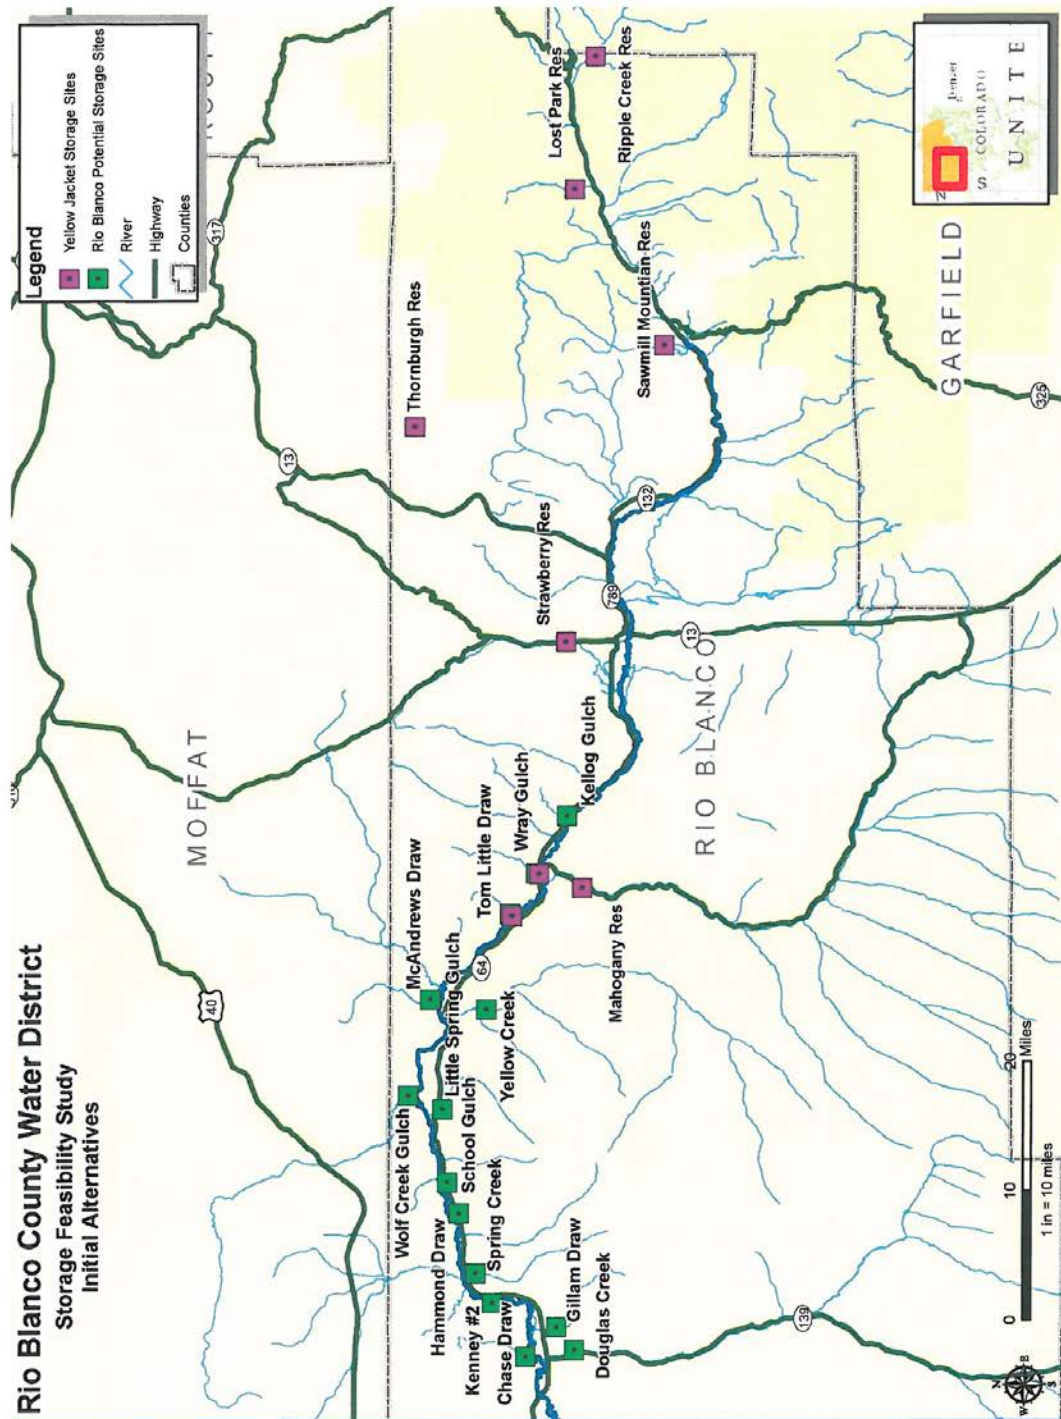 Rio Blanco County Water District
Storage Feasibility Study
Initial Alternatives
Legend
Yellow Jacket Storage Sites
Rio Blanco Potential Storage Sites
River
Highway
Counties
MOFFAT
RIO BLANCO
GARFIELD
40
317
13
13
789
132
325
64
139
Thornburgh Res
Lost Park Res
Ripple Creek Res
Sawmill Mountian Res
Strawberry Res
Kellog Gulch
Wray Gulch
Tom Little Draw
Mahogany Res
McAndrews Draw
Little Spring Gulch
Yellow Creek
Wolf Creek Gulch
School Gulch
Spring Creek
Hammond Draw
Kenney #2
Chase Draw
Gillam Draw
Douglas Creek
0 10 20
Miles
1 in = 10 miles
N
W
S
Denver
COLORADO
S
UNITE